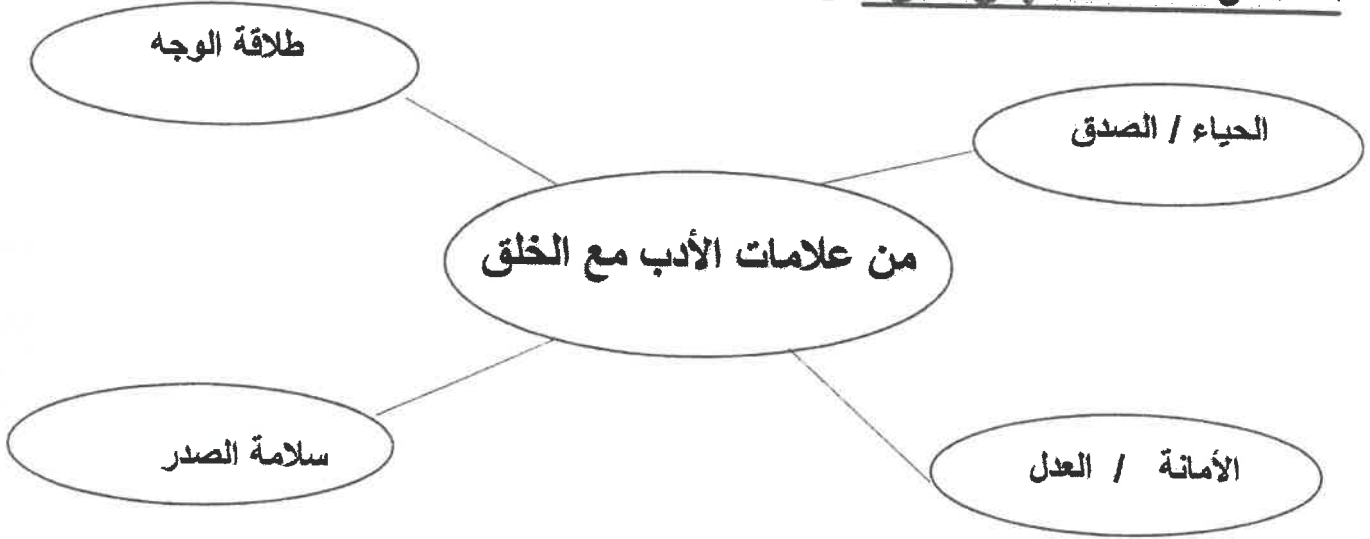 طلاقة الوجه
الحياء / الصدق
من علامات الأدب مع الخلق
سلامة الصدر
الأمانة / العدل